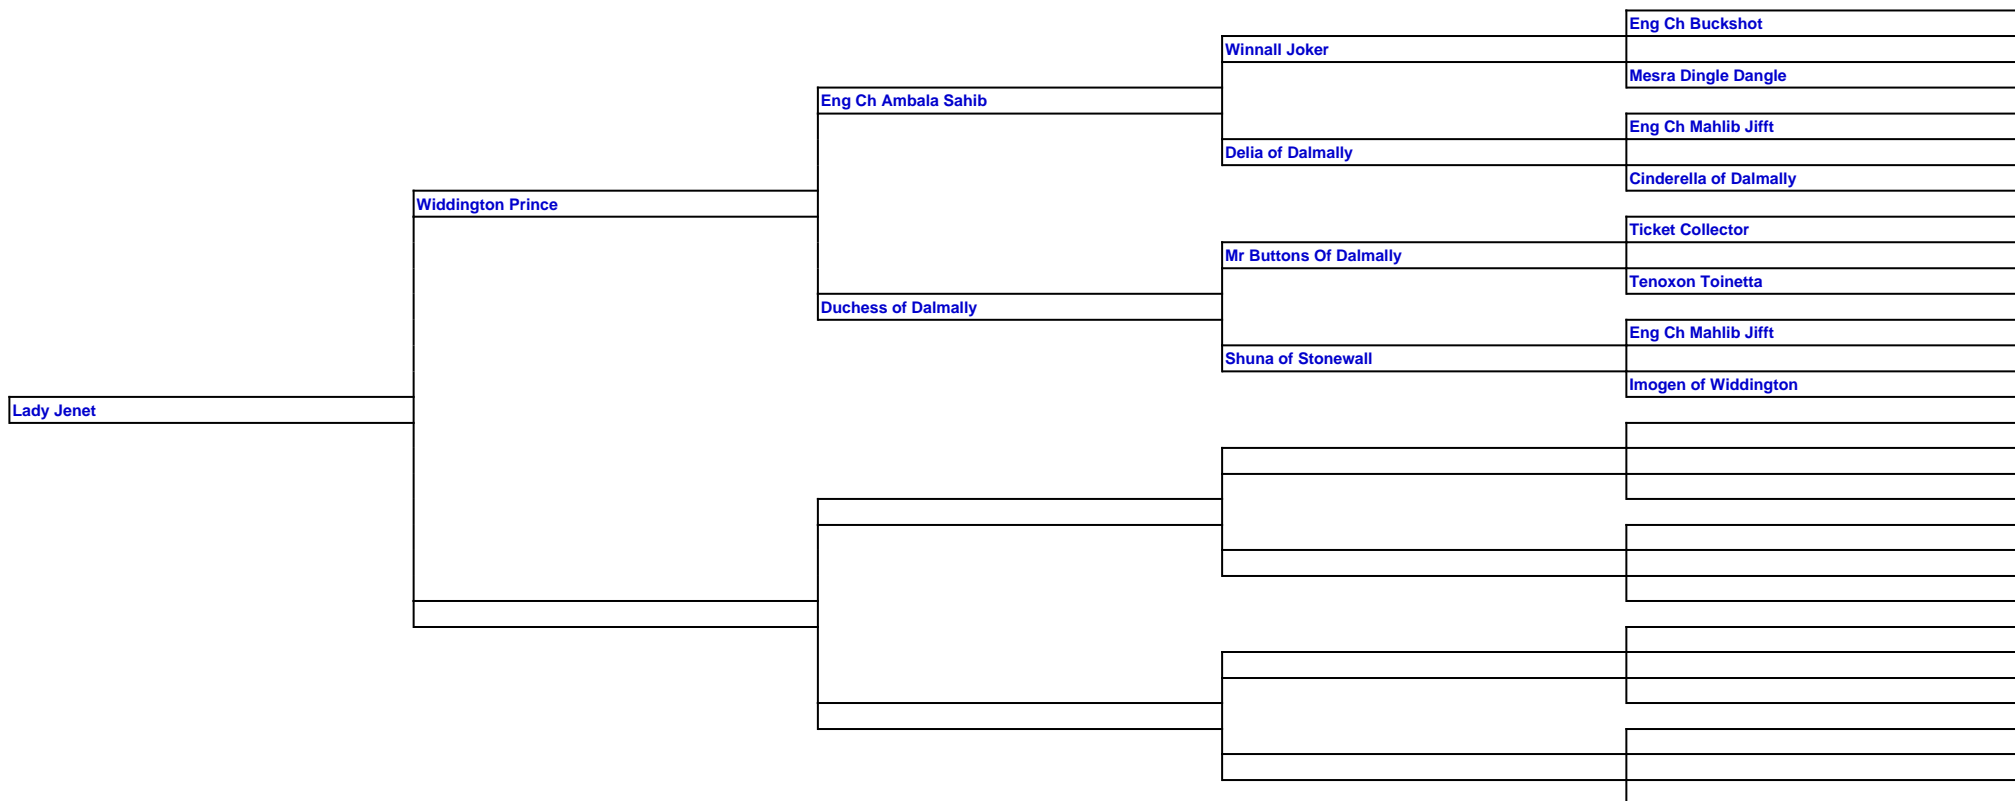 Eng Ch Buckshot
Winnall Joker
Mesra Dingle Dangle
Eng Ch Ambala Sahib
Eng Ch Mahlib Jifft
Delia of Dalmally
Cinderella of Dalmally
Widdington Prince
Ticket Collector
Mr Buttons Of Dalmally
Tenoxon Toinetta
Duchess of Dalmally
Eng Ch Mahlib Jifft
Shuna of Stonewall
Imogen of Widdington
Lady Jenet